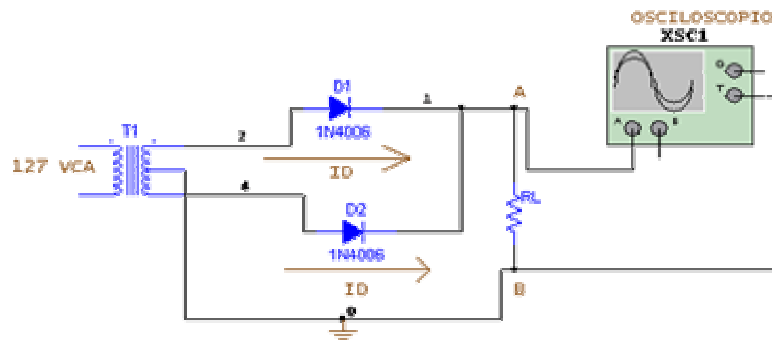 OSCILOSCOPIO
XSC1
G
T
A
B
D1
1
A
1N4006
T1
2
127 VCA
ID
4
RL
D2
1N4006
ID
B
0